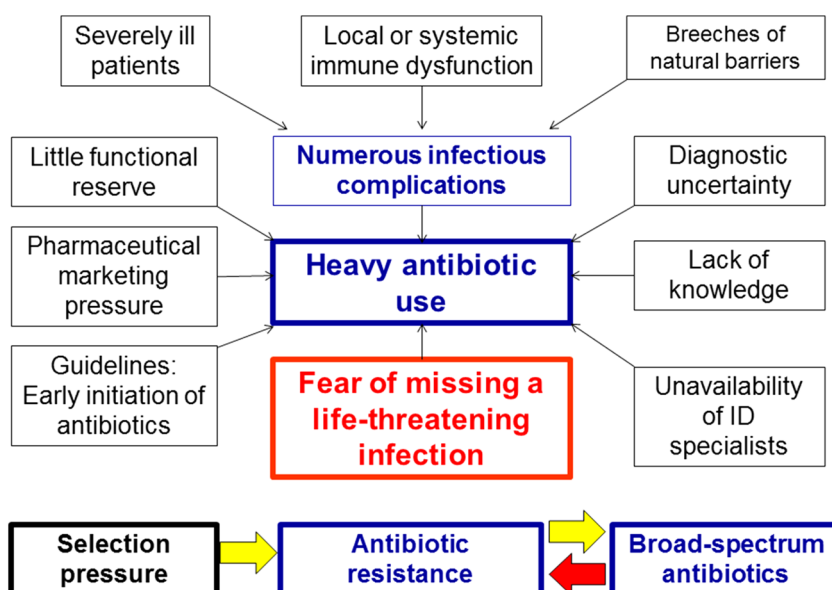 Severely ill
patients
Local or systemic
immune dysfunction
Breeches of
natural barriers
Little functional
reserve
Numerous infectious
complications
Diagnostic
uncertainty
Pharmaceutical
marketing
pressure
Heavy antibiotic
use
Lack of
knowledge
Guidelines:
Early initiation of
antibiotics
Fear of missing a
life-threatening
infection
Unavailability
of ID
specialists
Selection
pressure
Antibiotic
resistance
Broad-spectrum
antibiotics